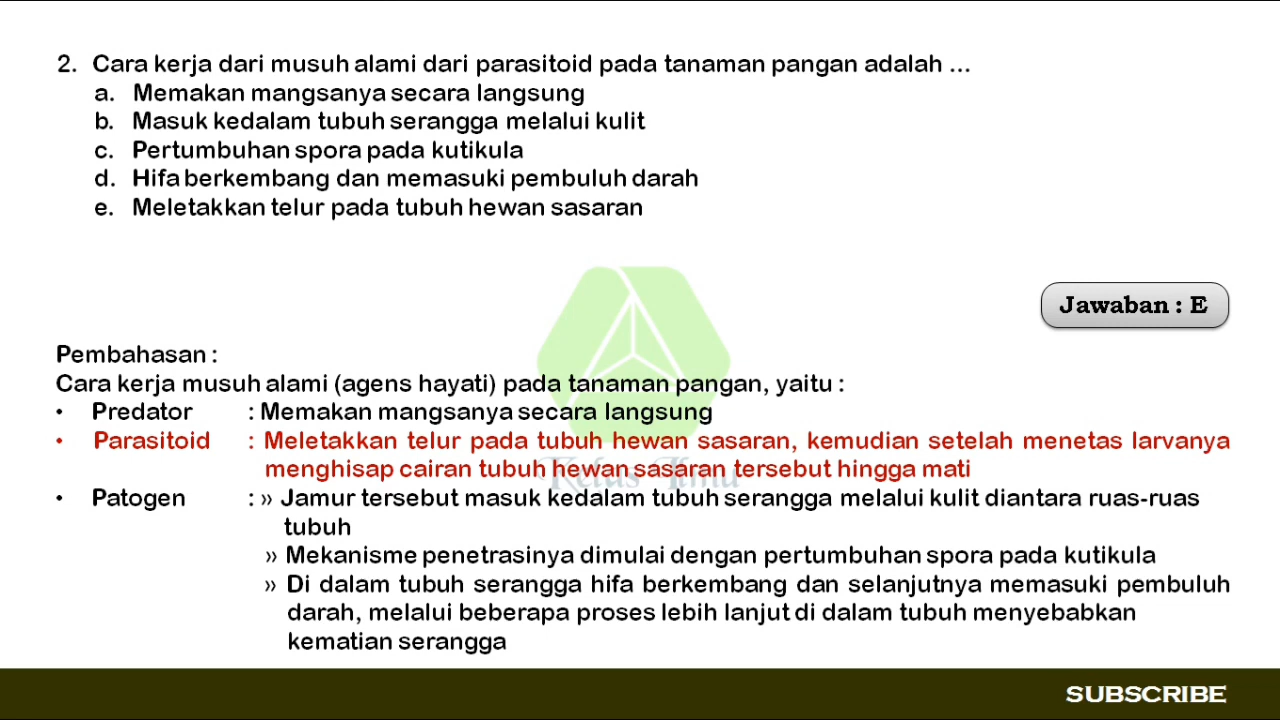 2. Cara kerja dari musuh alami dari parasitoid pada tanaman pangan adalah ...
a. Memakan mangsanya secara langsung
b. Masuk kedalam tubuh serangga melalui kulit
c. Pertumbuhan spora pada kutikula
d. Hifa berkembang dan memasuki pembuluh darah
e. Meletakkan telur pada tubuh hewan sasaran
Jawaban : E
Pembahasan :
Cara kerja musuh alami (agens hayati) pada tanaman pangan, yaitu :
• Predator : Memakan mangsanya secara langsung
• Parasitoid : Meletakkan telur pada tubuh hewan sasaran, kemudian setelah menetas larvanya
menghisap cairan tubuh hewan sasaran tersebut hingga mati
Kelas Ilmu
• Patogen : » Jamur tersebut masuk kedalam tubuh serangga melalui kulit diantara ruas-ruas
tubuh
» Mekanisme penetrasinya dimulai dengan pertumbuhan spora pada kutikula
» Di dalam tubuh serangga hifa berkembang dan selanjutnya memasuki pembuluh
darah, melalui beberapa proses lebih lanjut di dalam tubuh menyebabkan
kematian serangga
SUBSCRIBE